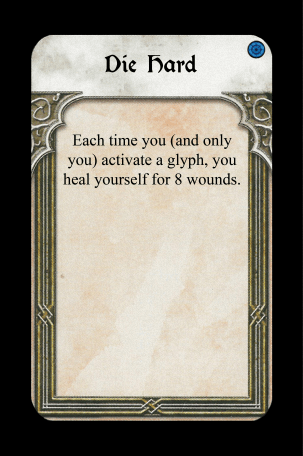 Die Hard
Each time you (and only
you) activate a glyph, you
heal yourself for 8 wounds.